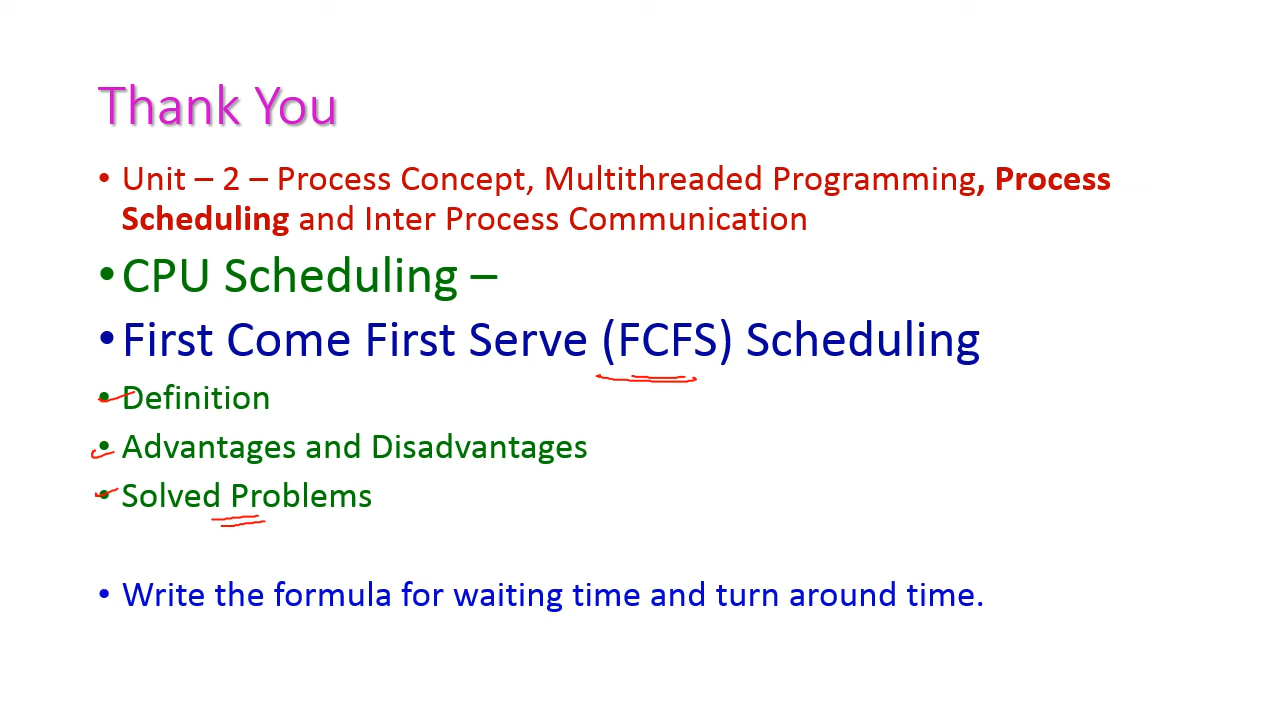 Thank You
• Unit – 2 – Process Concept, Multithreaded Programming, Process
Scheduling and Inter Process Communication
• CPU Scheduling –
• First Come First Serve (FCFS) Scheduling
• Definition
• Advantages and Disadvantages
• Solved Problems
• Write the formula for waiting time and turn around time.